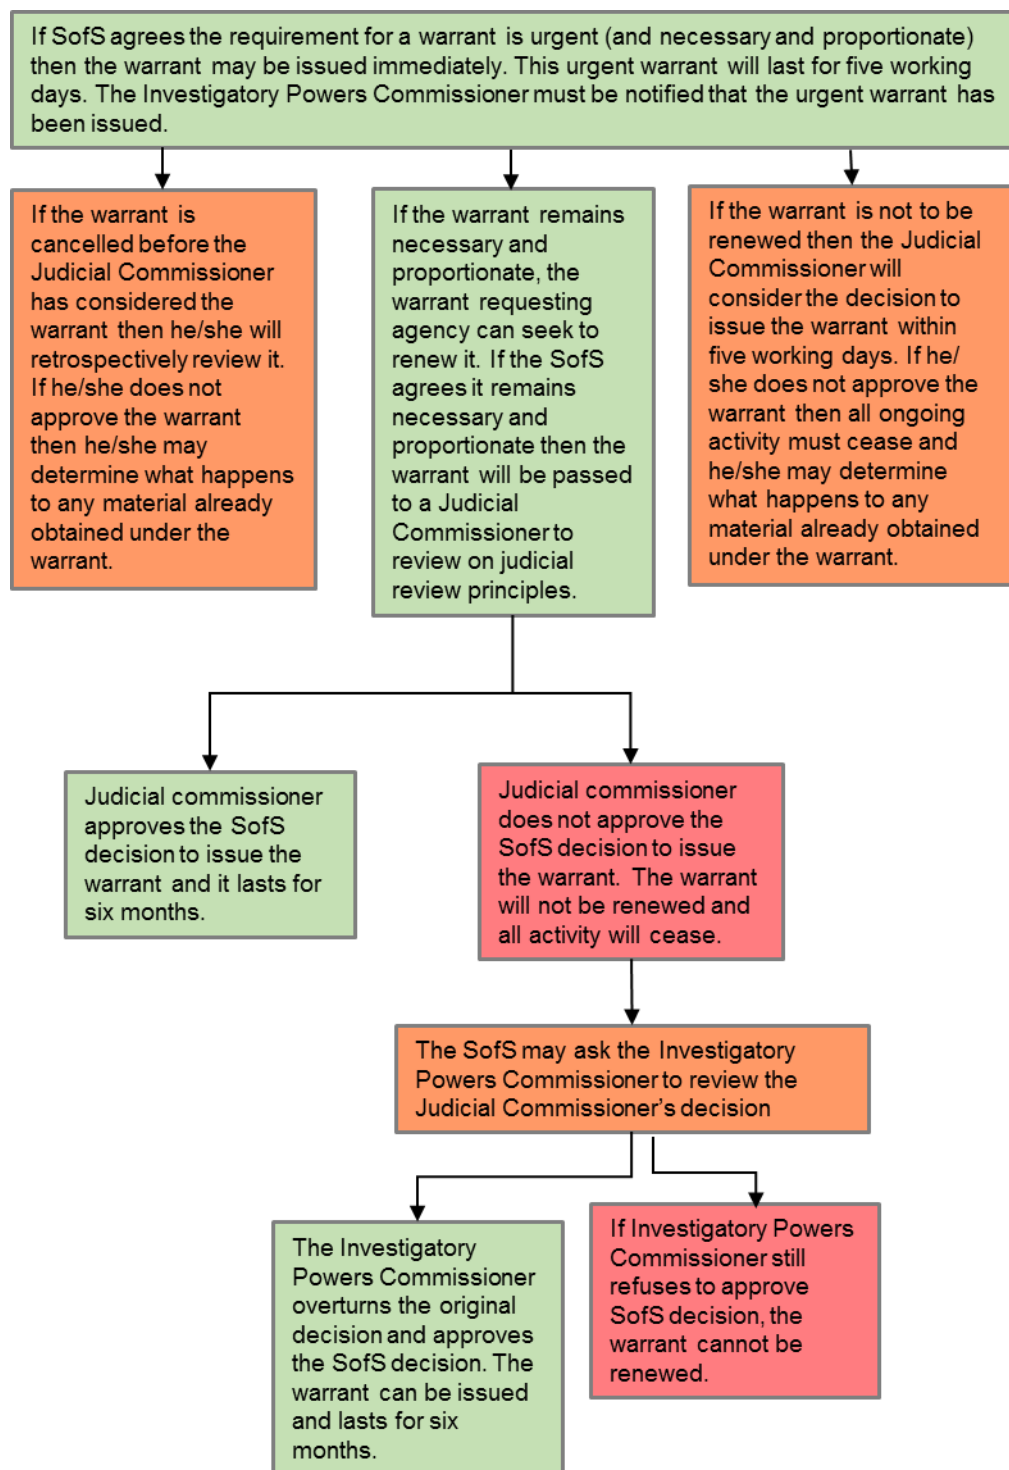 If SofS agrees the requirement for a warrant is urgent (and necessary and proportionate)
then the warrant may be issued immediately. This urgent warrant will last for five working
days. The Investigatory Powers Commissioner must be notified that the urgent warrant has
been issued.
If the warrant is
cancelled before the
Judicial Commissioner
has considered the
warrant then he/she will
retrospectively review it.
If he/she does not
approve the warrant
then he/she may
determine what happens
to any material already
obtained under the
warrant.
If the warrant remains
necessary and
proportionate, the
warrant requesting
agency can seek to
renew it. If the SofS
agrees it remains
necessary and
proportionate then the
warrant will be passed
to a Judicial
Commissioner to
review on judicial
review principles.
If the warrant is not to be
renewed then the Judicial
Commissioner will
consider the decision to
issue the warrant within
five working days. If he/
she does not approve the
warrant then all ongoing
activity must cease and
he/she may determine
what happens to any
material already obtained
under the warrant.
Judicial commissioner
approves the SofS
decision to issue the
warrant and it lasts for
six months.
Judicial commissioner
does not approve the
SofS decision to issue
the warrant. The warrant
will not be renewed and
all activity will cease.
The SofS may ask the Investigatory
Powers Commissioner to review the
Judicial Commissioner's decision
The Investigatory
Powers Commissioner
overturns the original
decision and approves
the SofS decision. The
warrant can be issued
and lasts for six
months.
If Investigatory Powers
Commissioner still
refuses to approve
SofS decision, the
warrant cannot be
renewed.